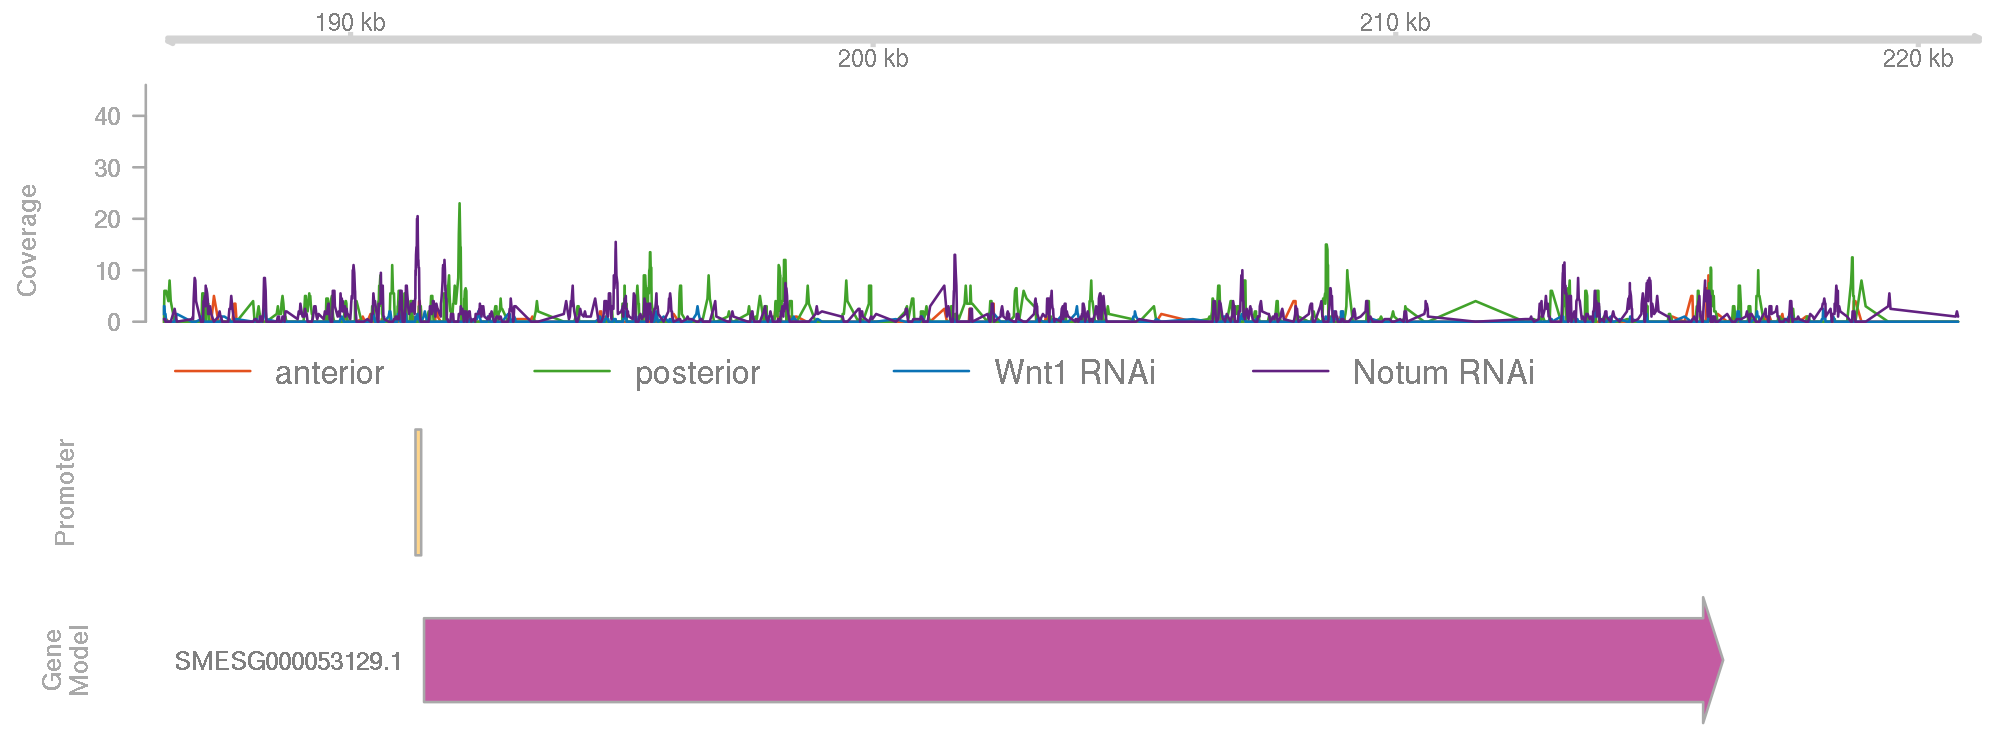 190 kb
210 kb
200 kb
220 kb
Coverage
40
30
20
10
0
anterior
posterior
Wnt1 RNAi
Notum RNAi
Promoter
Gene
Model
SMESG000053129.1